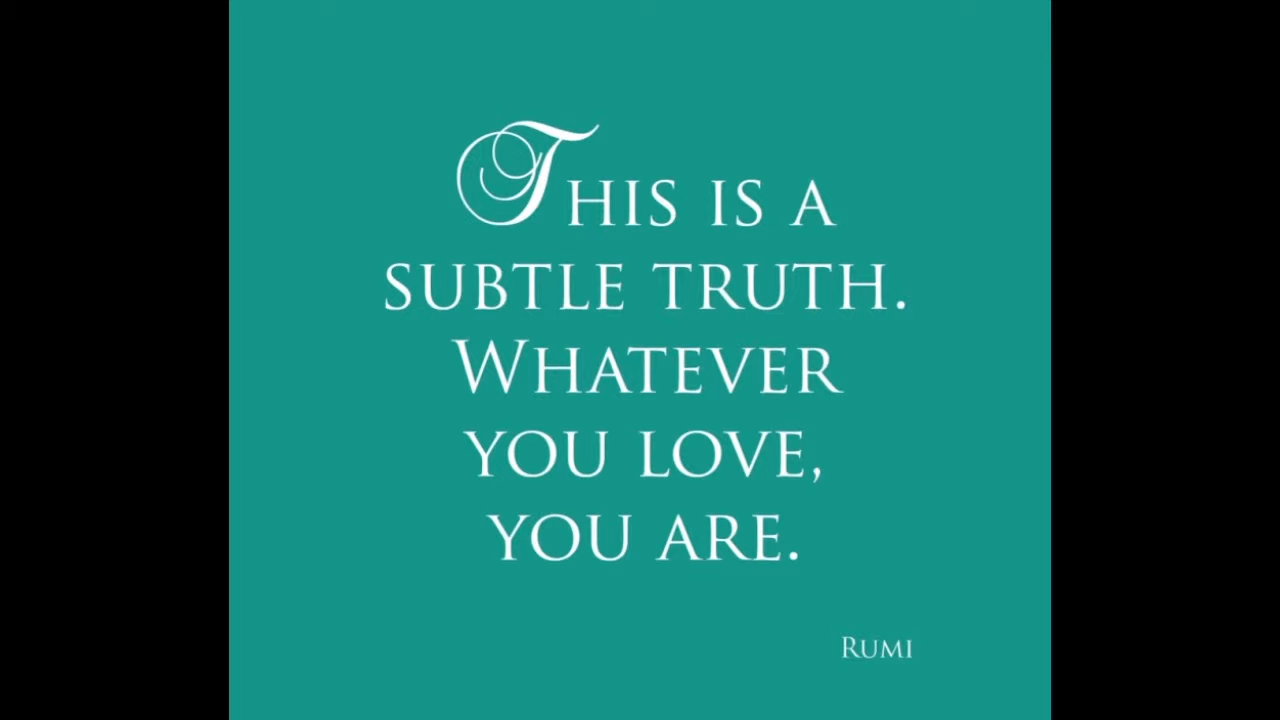 This is a
subtle truth.
Whatever
you love,
you are.
Rumi